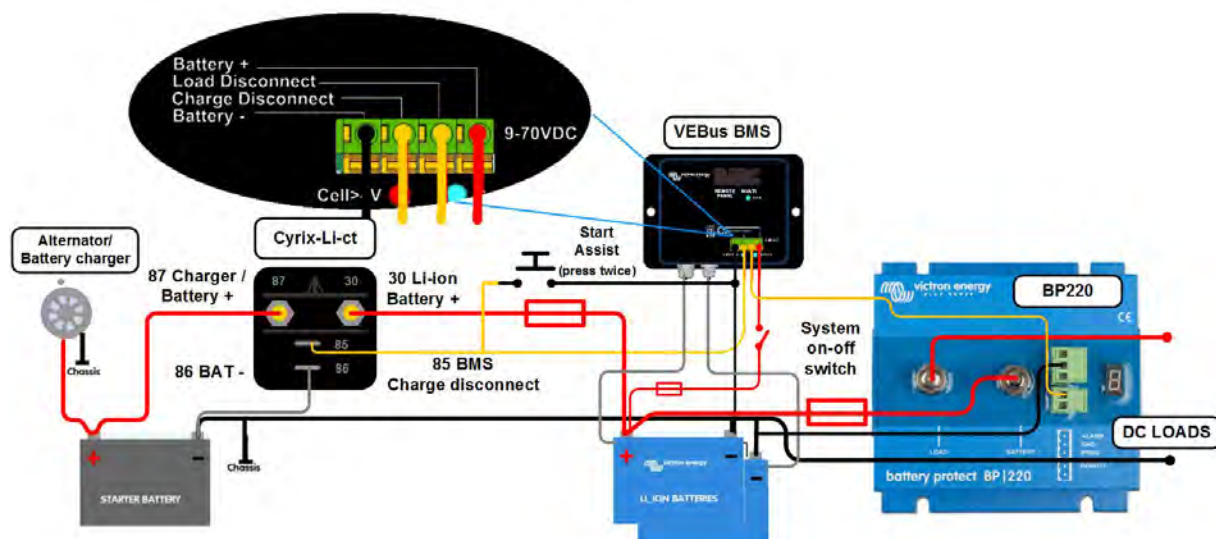 Battery +
Load Disconnect
Charge Disconnect
Battery -
9-70VDC
Cell> V
VEBus BMS
Cyrix-Li-ct
Alternator/
Battery charger
87 Charger /
Battery +
87
30
30 Li-ion
Battery +
Start
Assist
(press twice)
85
86
86 BAT -
85 BMS
Charge disconnect
Chassis
Chassis
System
on-off
switch
victron energy
BP220
CE
LOAD
BATTERY
battery protect BP|220
DC LOADS
+
-
STARTER BATTERY
+
-
-
victron energy
LI_ION BATTERIES
REMOTE
PANEL
MULTI